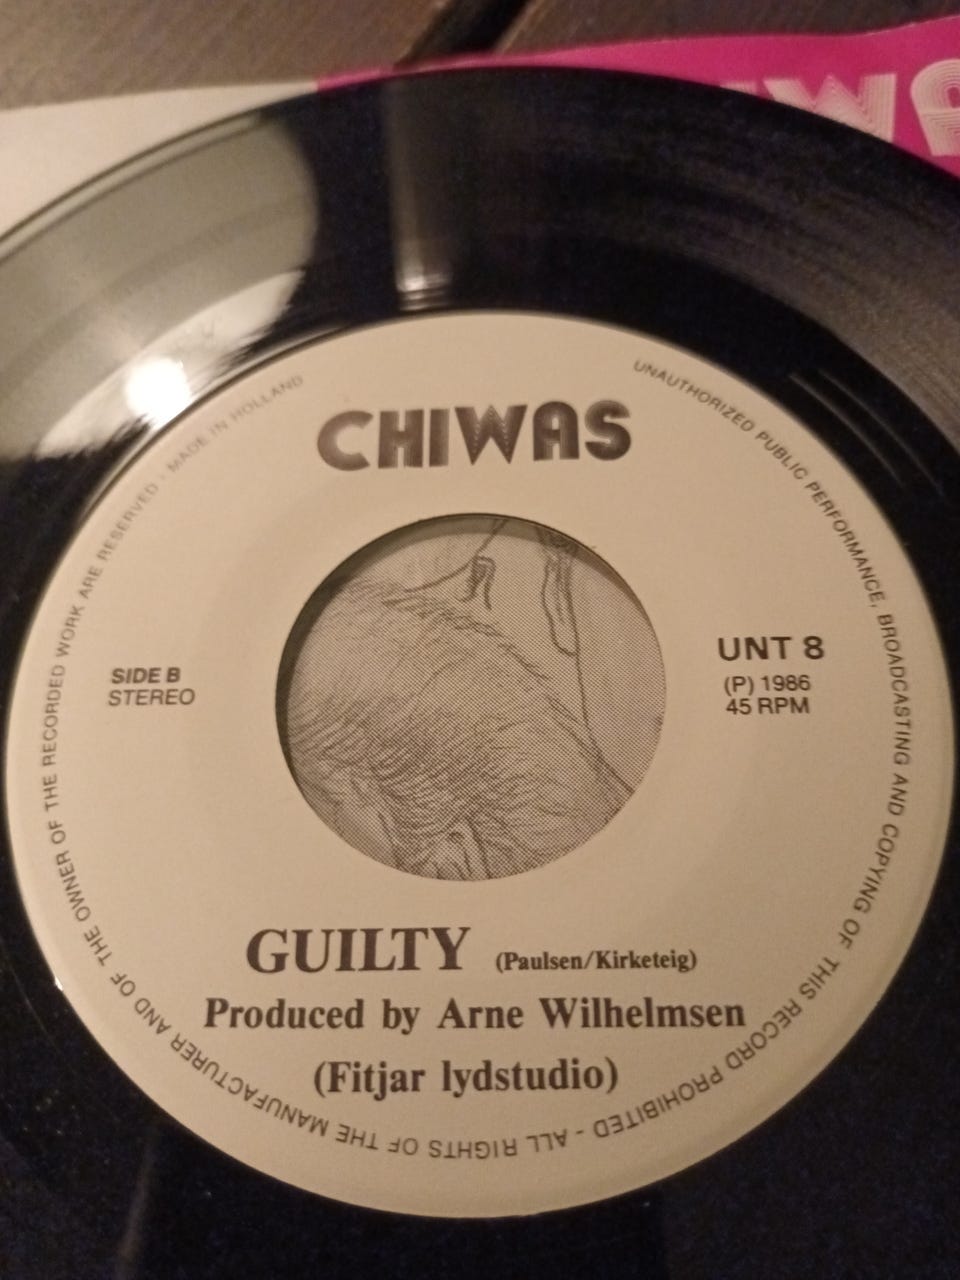 WA
CHIWAS
UNAUTHORIZED PUBLIC PERFORMANCE, BROADCASTING AND COPYING OF THIS RECORD PROHIBITED - ALL RIGHTS OF THE MANUFACTURER AND OF THE OWNER OF THE RECORDED WORK ARE RESERVED - MADE IN HOLLAND
SIDE B
STEREO
UNT 8
(P) 1986
45 RPM
GUILTY (Paulsen/Kirketeig)
Produced by Arne Wilhelmsen
(Fitjar lydstudio)